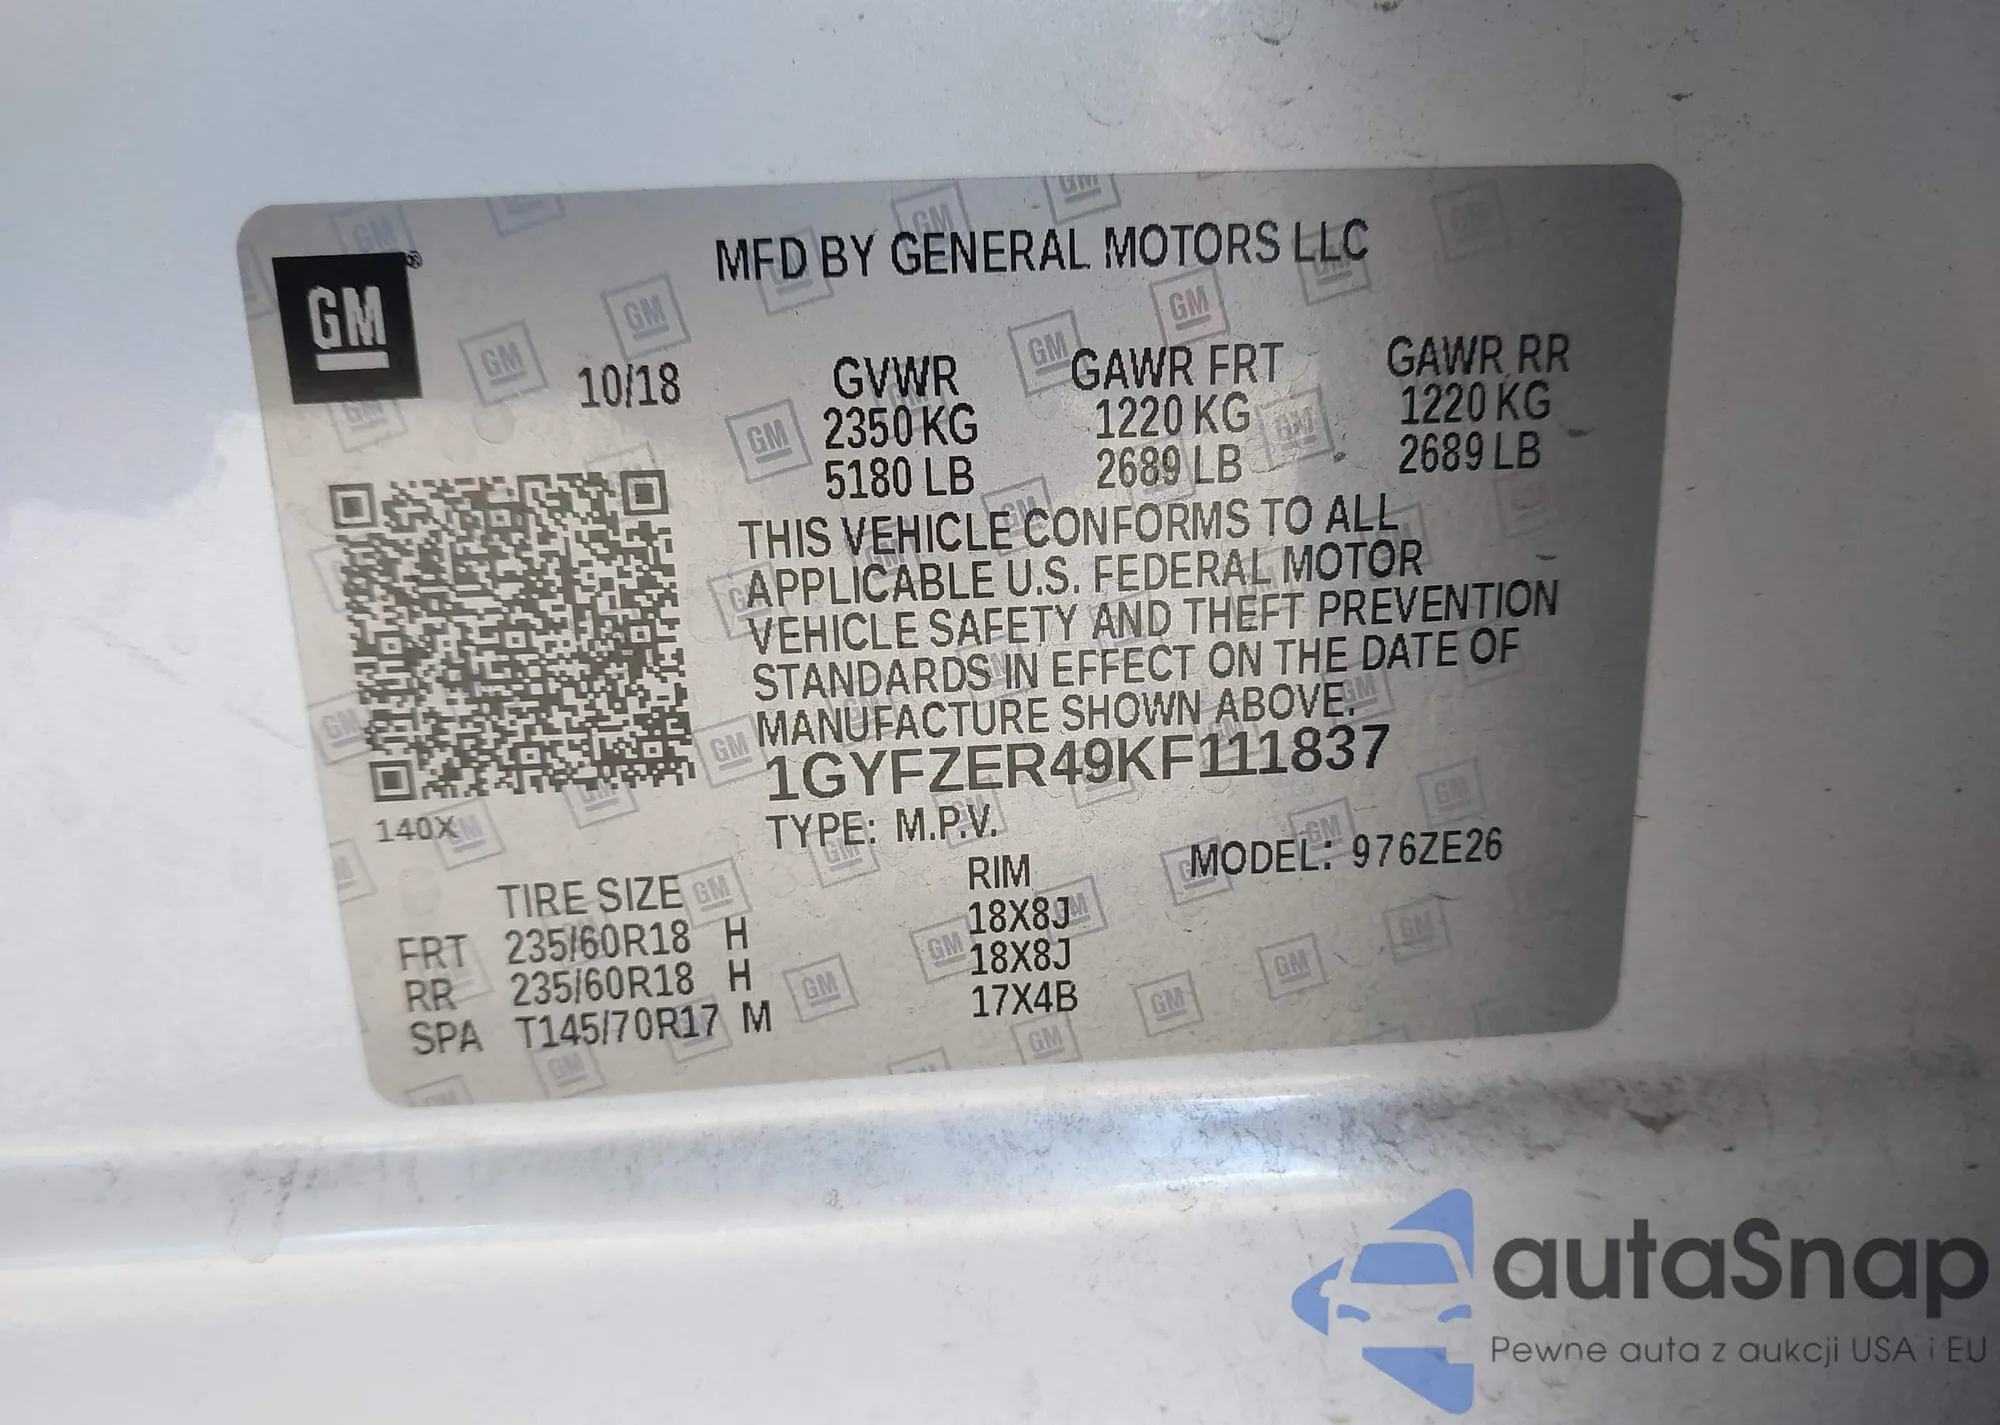 MFD BY GENERAL MOTORS LLC
GM®
10/18
GVWR GAWR FRT GAWR RR
2350 KG 1220 KG 1220 KG
5180 LB 2689 LB 2689 LB
THIS VEHICLE CONFORMS TO ALL
APPLICABLE U.S. FEDERAL MOTOR
VEHICLE SAFETY AND THEFT PREVENTION
STANDARDS IN EFFECT ON THE DATE OF
MANUFACTURE SHOWN ABOVE.
1GYFZER49KF111837
140X
TYPE: M.P.V. MODEL: 976ZE26
TIRE SIZE RIM
FRT 235/60R18 H 18X8J
RR 235/60R18 H 18X8J
SPA T145/70R17 M 17X4B
autaSnap
Pewne auta z aukcji USA i EU